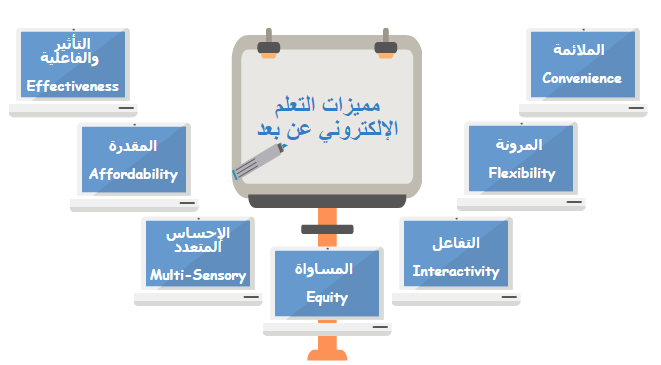 مميزات التعلم
الإلكتروني عن بعد
الملائمة
Convenience
المرونة
Flexibility
التفاعل
Interactivity
المساواة
Equity
الإحساس
المتعدد
Multi-Sensory
المقدرة
Affordability
التأثير
والفاعلية
Effectiveness